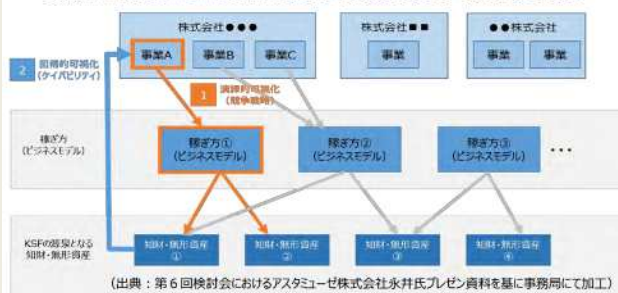 株式会社●●●
株式会社■■
●●株式会社
事業A
事業B
事業C
事業
事業
事業
2
(ケイパビリティ)
1
演繹的可視化
(競争戦略)
稼ぎ方
(ビジネスモデル)
稼ぎ方①
(ビジネスモデル)
稼ぎ方②
(ビジネスモデル)
稼ぎ方③
(ビジネスモデル)
・・・
KSFの源泉となる
知財・無形資産
知財・無形資産
①
知財・無形資産
②
知財・無形資産
③
知財・無形資産
④
(出典：第6回検討会におけるアスタミューゼ株式会社永井氏プレゼン資料を基に事務局にて加工)